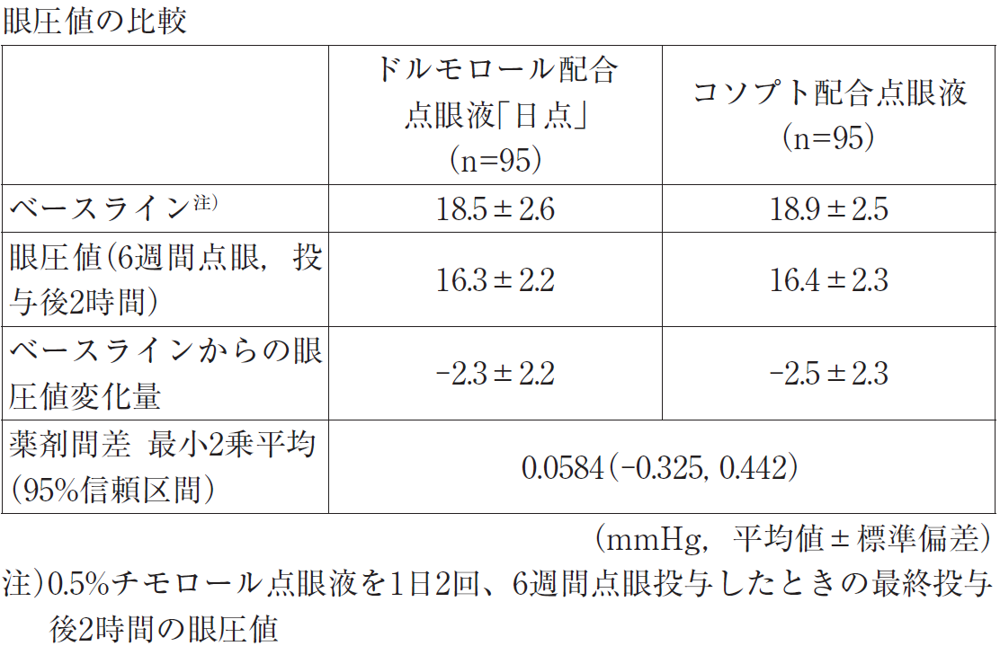 眼圧値の比較
ドルモロール配合
点眼液「日点」
(n=95)
コソプト配合点眼液
(n=95)
ベースライン注)
18.5±2.6
18.9±2.5
眼圧値(6週間点眼，投
与後2時間)
16.3±2.2
16.4±2.3
ベースラインからの眼
圧値変化量
-2.3±2.2
-2.5±2.3
薬剤間差 最小2乗平均
(95%信頼区間)
0.0584(-0.325, 0.442)
(mmHg，平均値±標準偏差)
注)0.5%チモロール点眼液を1日2回、6週間点眼投与したときの最終投与
後2時間の眼圧値